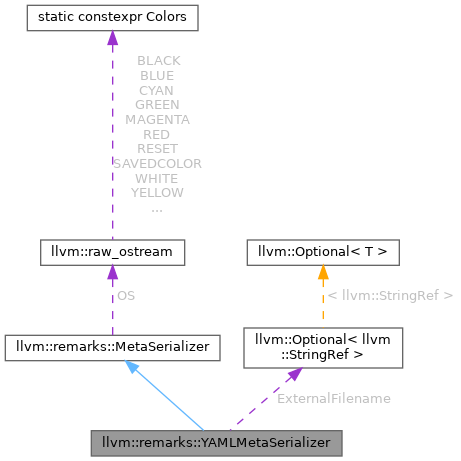 static constexpr Colors
BLACK
BLUE
CYAN
GREEN
MAGENTA
RED
RESET
SAVEDCOLOR
WHITE
YELLOW
...
llvm::raw_ostream
llvm::Optional< T >
OS
< llvm::StringRef >
llvm::remarks::MetaSerializer
llvm::Optional< llvm
::StringRef >
ExternalFilename
llvm::remarks::YAMLMetaSerializer